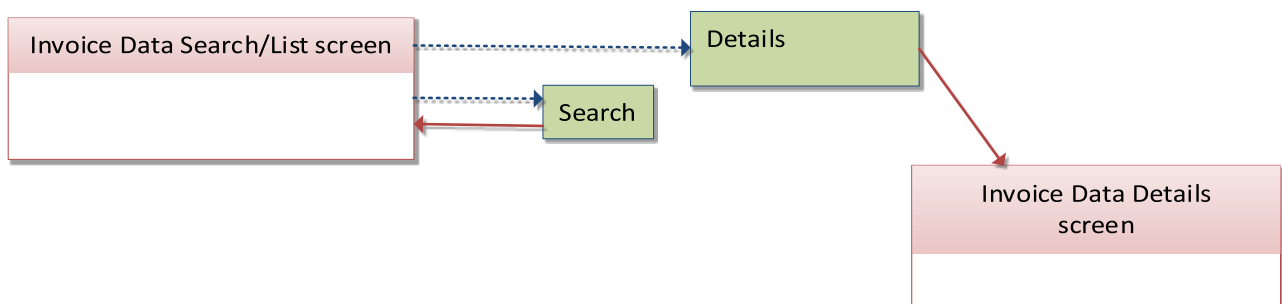 Invoice Data Search/List screen
Details
Search
Invoice Data Details
screen